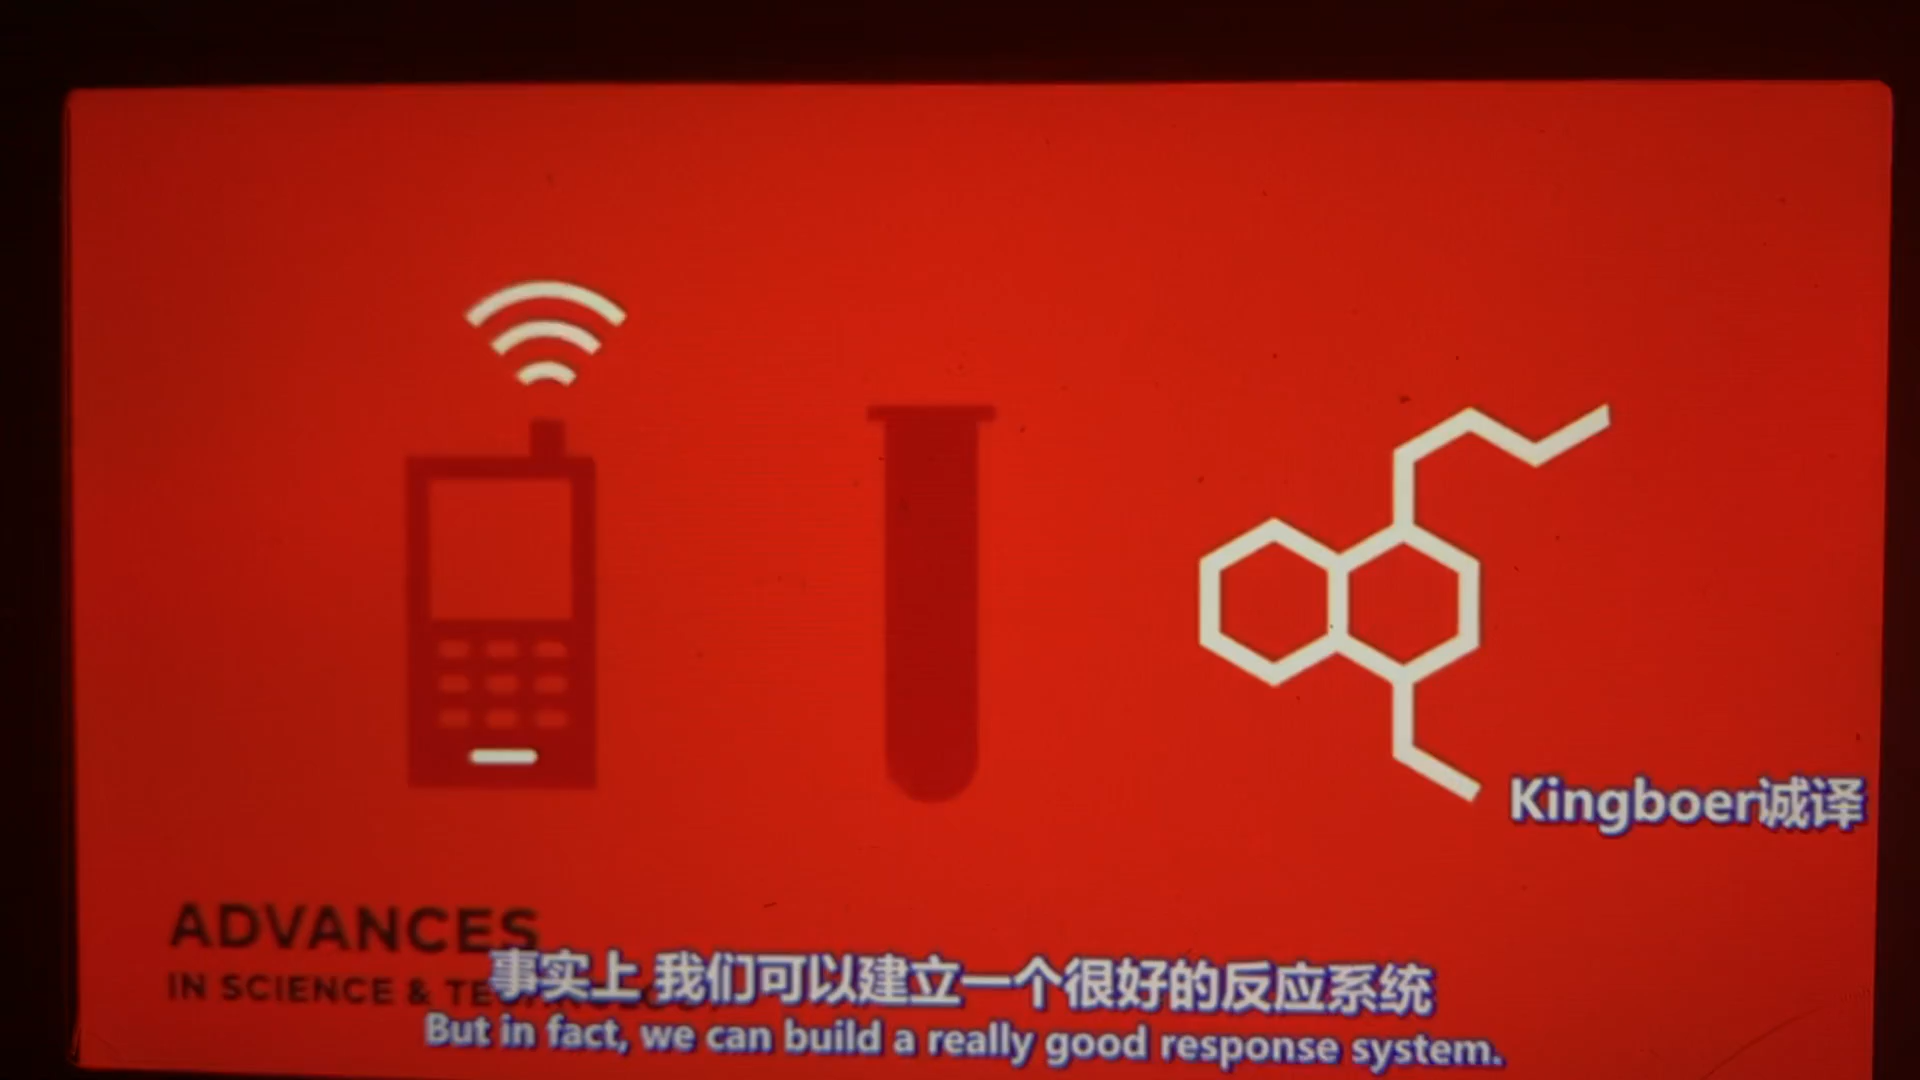 Kingboer诚译
ADVANCES
IN SCIENCE &
事实上 我们可以建立一个很好的反应系统
But in fact, we can build a really good response system.